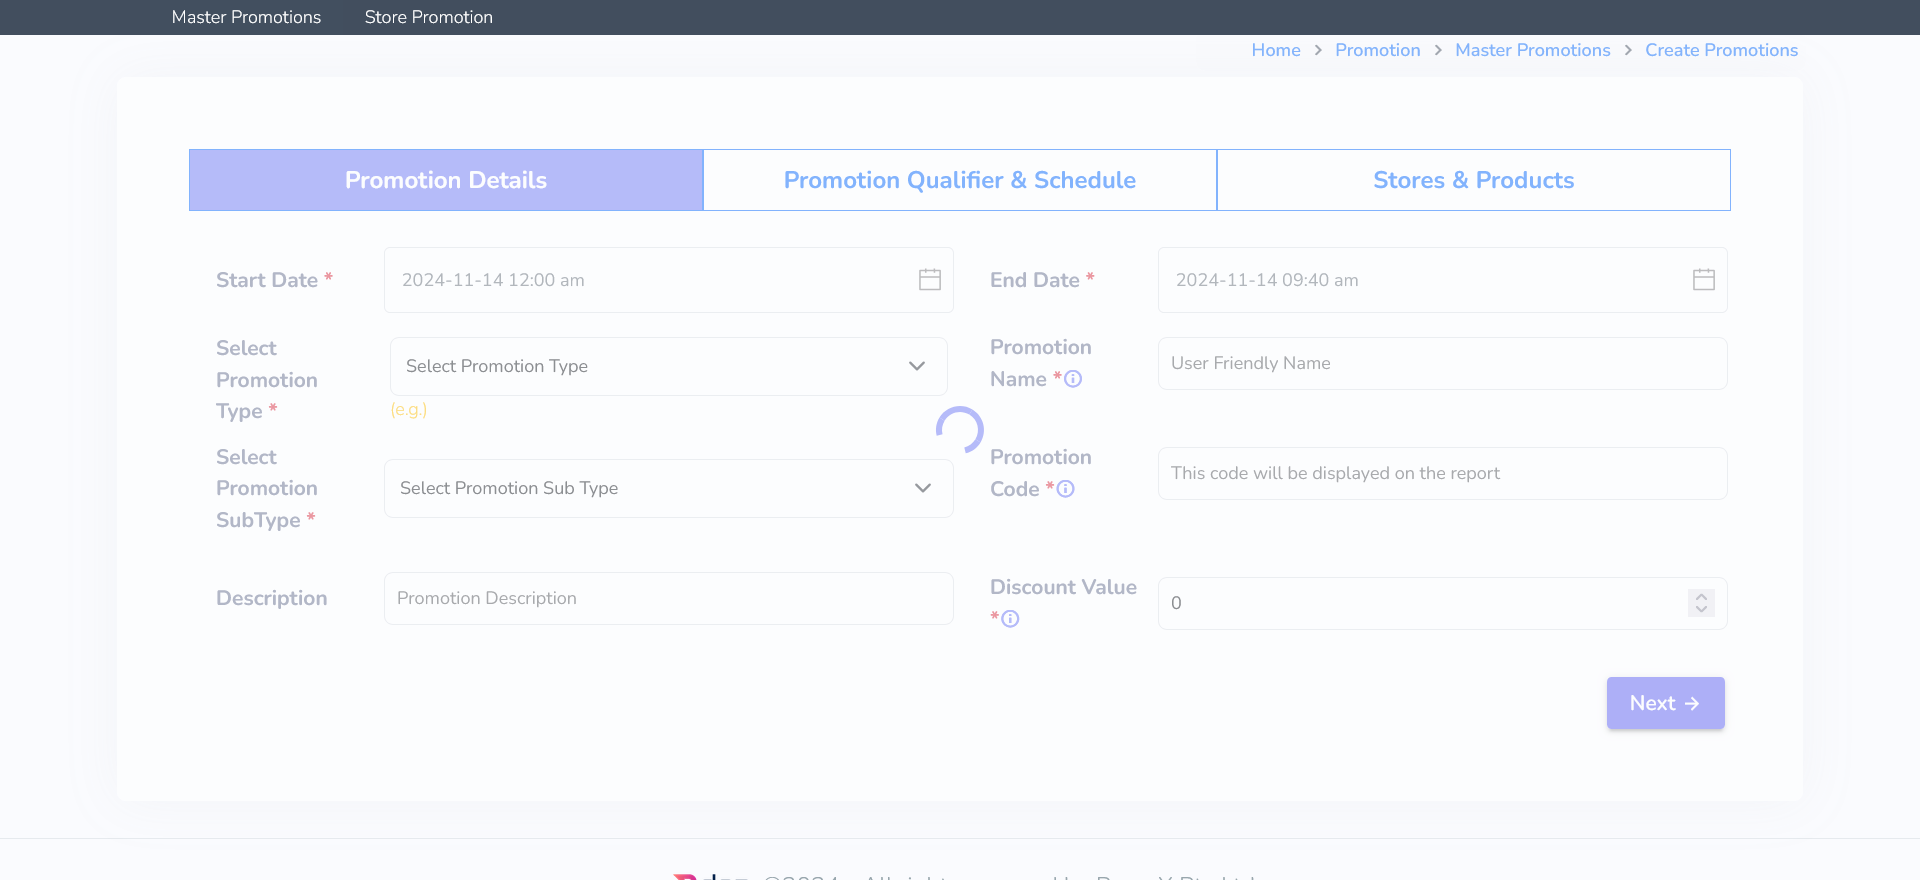 Master Promotions Store Promotion
Home > Promotion > Master Promotions > Create Promotions
Promotion Details
Promotion Qualifier & Schedule
Stores & Products
Start Date *
2024-11-14 12:00 am
End Date *
2024-11-14 09:40 am
Select
Promotion
Type *
Select Promotion Type
(e.g.)
Promotion
Name *
User Friendly Name
Select
Promotion
SubType *
Select Promotion Sub Type
Promotion
Code *
This code will be displayed on the report
Description
Promotion Description
Discount Value
*
0
Next →